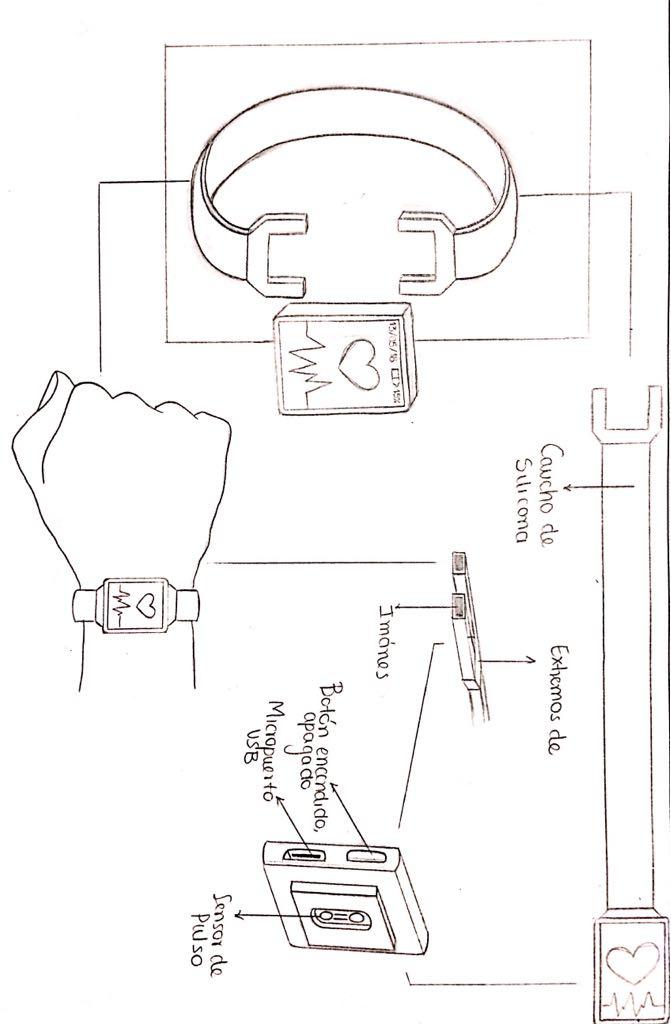 Caucho de
Silicona
Extremos de
Imánes
Botón encendido,
apagado
Micropuerto
USB
Sensor de
Pulso